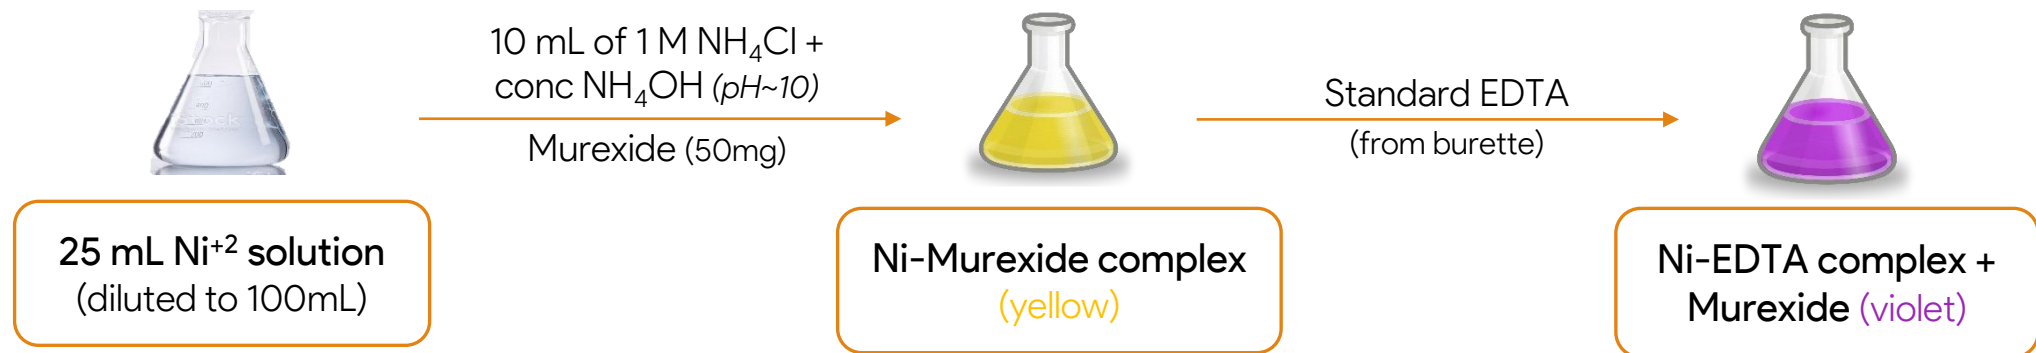 10 mL of 1 M NH₄Cl +
conc NH₄OH (pH~10)
Murexide (50mg)
Standard EDTA
(from burette)
25 mL Ni⁺² solution
(diluted to 100mL)
Ni-Murexide complex
(yellow)
Ni-EDTA complex +
Murexide (violet)